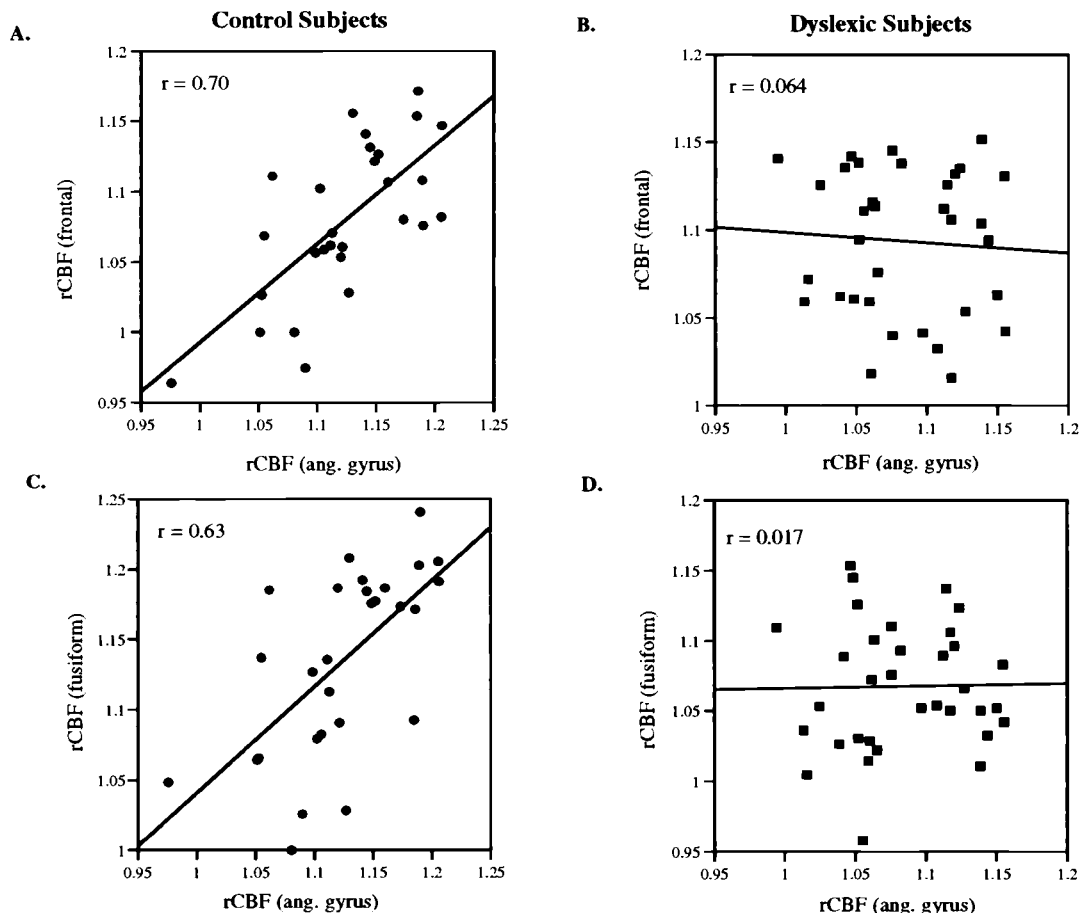 Control Subjects
Dyslexic Subjects
A.
r = 0.70
rCBF (frontal)
1.2
1.15
1.1
1.05
1
0.95
0.95 1 1.05 1.1 1.15 1.2 1.25
rCBF (ang. gyrus)
B.
r = 0.064
rCBF (frontal)
1.2
1.15
1.1
1.05
1
0.95 1 1.05 1.1 1.15 1.2
rCBF (ang. gyrus)
C.
r = 0.63
rCBF (fusiform)
1.25
1.2
1.15
1.1
1.05
1
0.95 1 1.05 1.1 1.15 1.2 1.25
rCBF (ang. gyrus)
D.
r = 0.017
rCBF (fusiform)
1.2
1.15
1.1
1.05
1
0.95
0.95 1 1.05 1.1 1.15 1.2
rCBF (ang. gyrus)